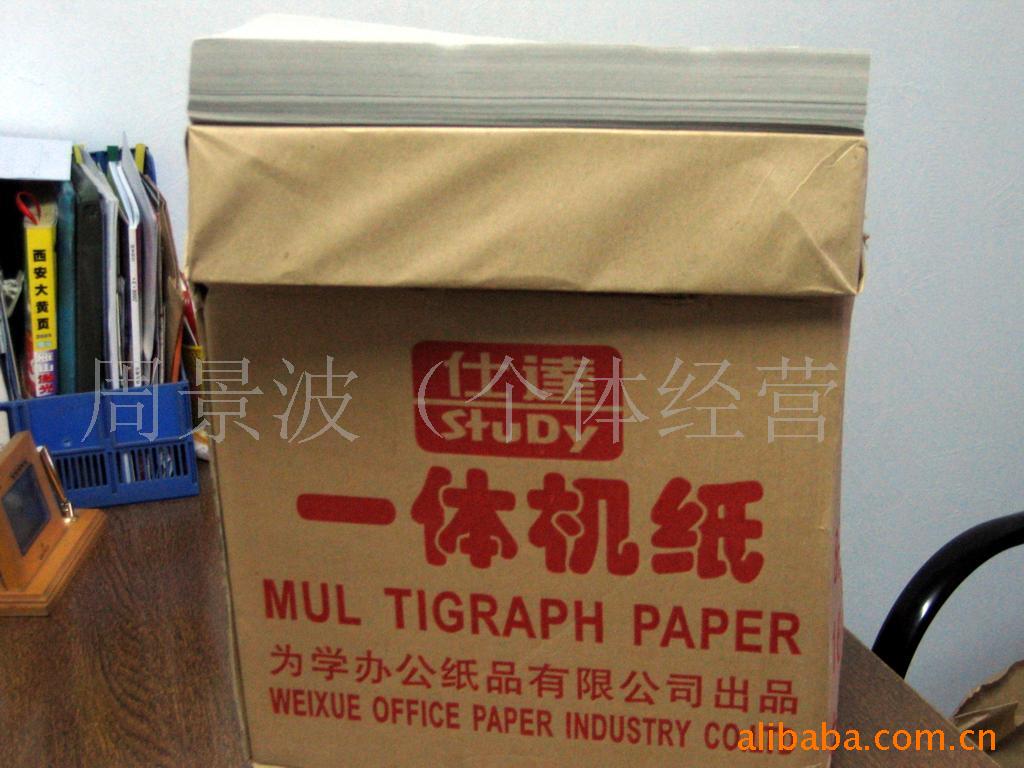 西安大黄页
周景波（个体经营
仕達
StuDy
一体机纸
MUL TIGRAPH PAPER
为学办公纸品有限公司出品
WEIXUE OFFICE PAPER INDUSTRY CO.LTD
alibaba.com.cn